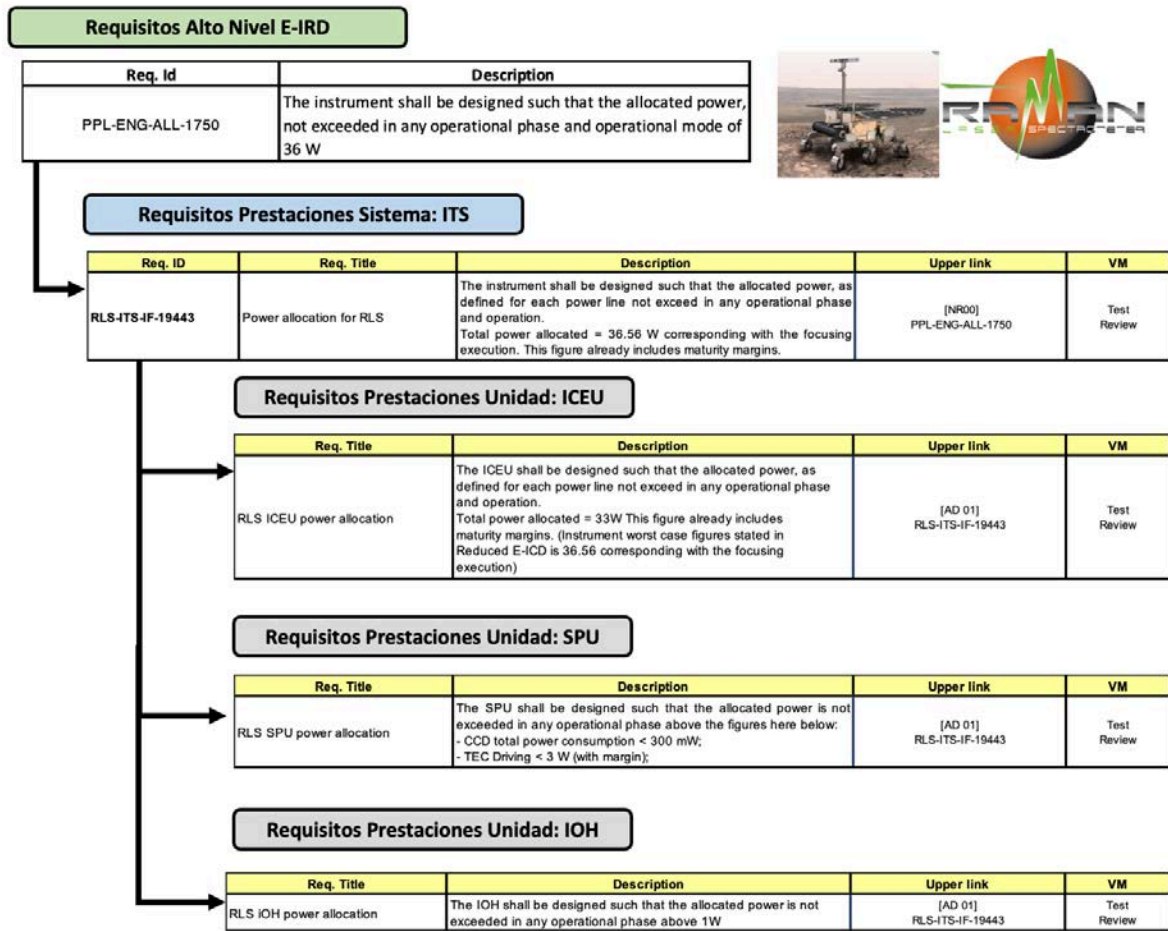 Requisitos Alto Nivel E-IRD
Req. Id
Description
PPL-ENG-ALL-1750
The instrument shall be designed such that the allocated power,
not exceeded in any operational phase and operational mode of
36 W
RAMAN
LASER SPECTROMETER
Requisitos Prestaciones Sistema: ITS
Req. ID
Req. Title
Description
Upper link
VM
RLS-ITS-IF-19443
Power allocation for RLS
The instrument shall be designed such that the allocated power, as
defined for each power line not exceed in any operational phase
and operation.
Total power allocated = 36.56 W corresponding with the focusing
execution. This figure already includes maturity margins.
[NR00]
PPL-ENG-ALL-1750
Test
Review
Requisitos Prestaciones Unidad: ICEU
Req. Title
Description
Upper link
VM
RLS ICEU power allocation
The ICEU shall be designed such that the allocated power, as
defined for each power line not exceed in any operational phase
and operation.
Total power allocated = 33W This figure already includes
maturity margins. (Instrument worst case figures stated in
Reduced E-ICD is 36.56 corresponding with the focusing
execution)
[AD 01]
RLS-ITS-IF-19443
Test
Review
Requisitos Prestaciones Unidad: SPU
Req. Title
Description
Upper link
VM
RLS SPU power allocation
The SPU shall be designed such that the allocated power is not
exceeded in any operational phase above the figures here below:
- CCD total power consumption < 300 mW;
- TEC Driving < 3 W (with margin);
[AD 01]
RLS-ITS-IF-19443
Test
Review
Requisitos Prestaciones Unidad: IOH
Req. Title
Description
Upper link
VM
RLS iOH power allocation
The IOH shall be designed such that the allocated power is not
exceeded in any operational phase above 1W
[AD 01]
RLS-ITS-IF-19443
Test
Review